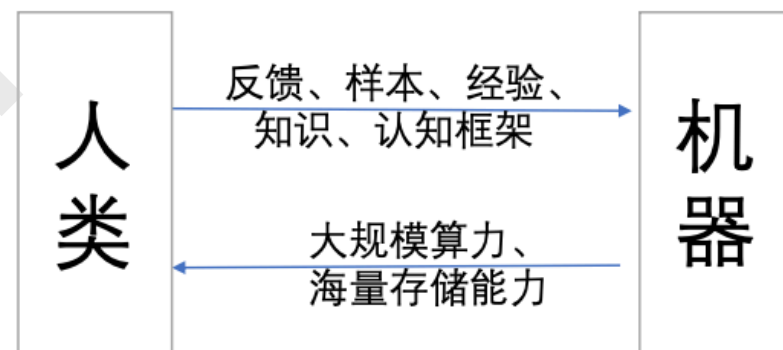 人类
反馈、样本、经验、
知识、认知框架
大规模算力、
海量存储能力
机器